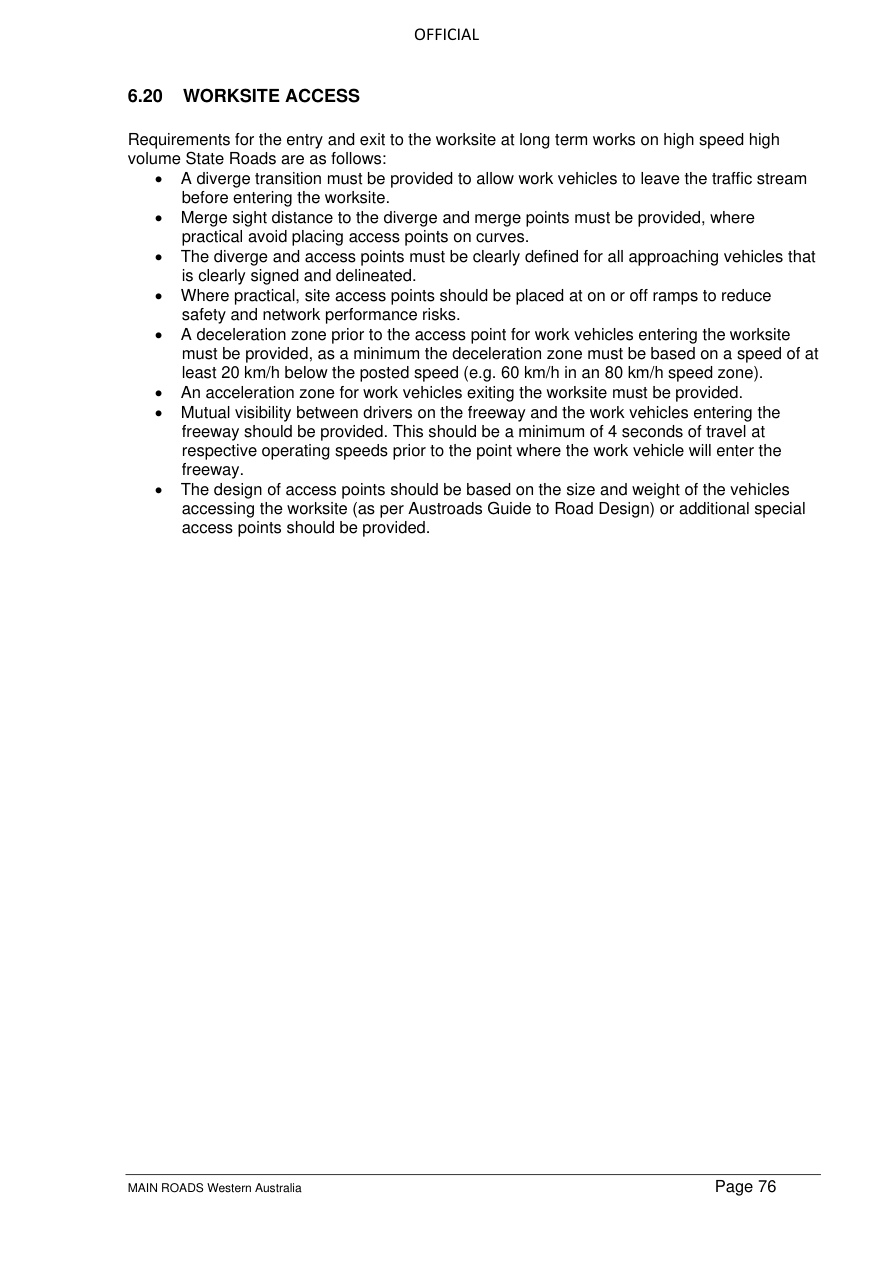 OFFICIAL
6.20 WORKSITE ACCESS
Requirements for the entry and exit to the worksite at long term works on high speed high
volume State Roads are as follows:
• A diverge transition must be provided to allow work vehicles to leave the traffic stream
before entering the worksite.
• Merge sight distance to the diverge and merge points must be provided, where
practical avoid placing access points on curves.
• The diverge and access points must be clearly defined for all approaching vehicles that
is clearly signed and delineated.
• Where practical, site access points should be placed at on or off ramps to reduce
safety and network performance risks.
• A deceleration zone prior to the access point for work vehicles entering the worksite
must be provided, as a minimum the deceleration zone must be based on a speed of at
least 20 km/h below the posted speed (e.g. 60 km/h in an 80 km/h speed zone).
• An acceleration zone for work vehicles exiting the worksite must be provided.
• Mutual visibility between drivers on the freeway and the work vehicles entering the
freeway should be provided. This should be a minimum of 4 seconds of travel at
respective operating speeds prior to the point where the work vehicle will enter the
freeway.
• The design of access points should be based on the size and weight of the vehicles
accessing the worksite (as per Austroads Guide to Road Design) or additional special
access points should be provided.
MAIN ROADS Western Australia Page 76